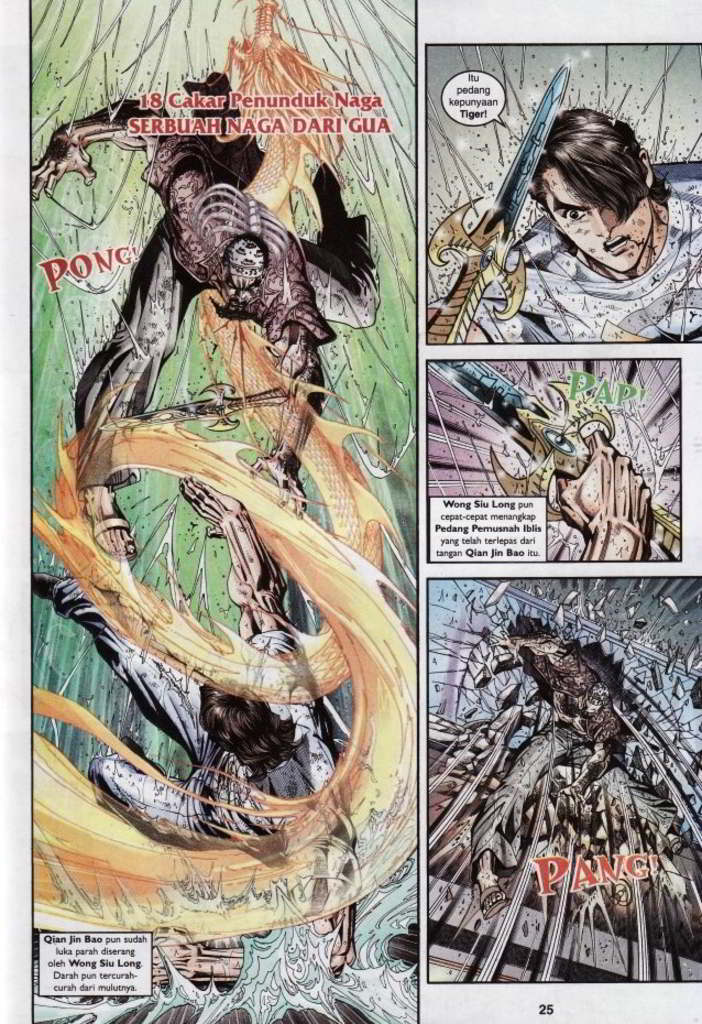 18 Cakar Penunduk Naga
SERBUAH NAGA DARI GUA
PONG!
Qian Jin Bao pun sudah
luka parah diserang
oleh Wong Siu Long.
Darah pun tercurah-
curah dari mulutnya.
Itu
pedang
kepunyaan
Tiger!
PAP!
Wong Siu Long pun
cepat-cepat menangkap
Pedang Pemusnah Iblis
yang telah terlepas dari
tangan Qian Jin Bao itu.
PANG!
25